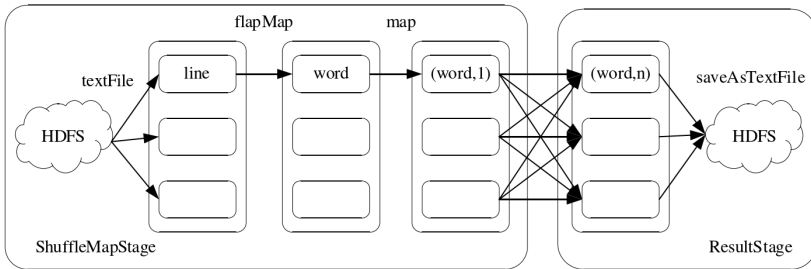 flapMap
map
textFile
line
word
(word,1)
(word,n)
saveAsTextFile
HDFS
HDFS
ShuffleMapStage
ResultStage